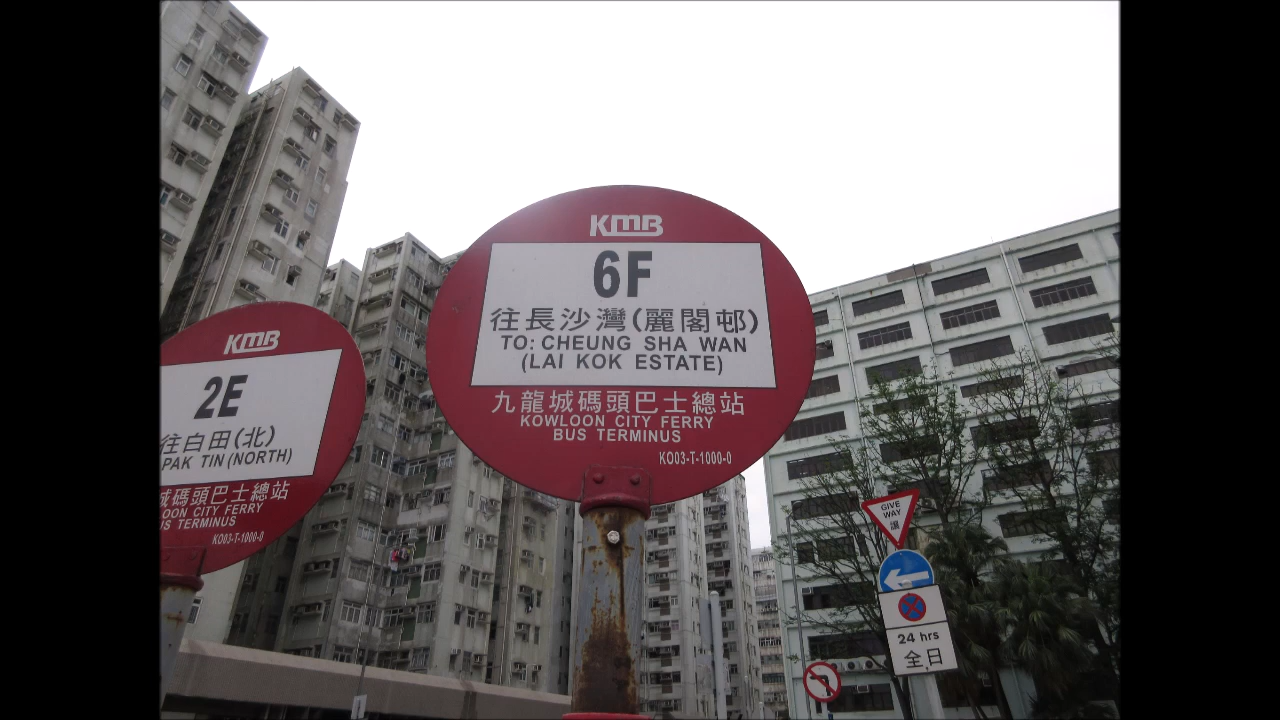 KMB
6F
往長沙灣(麗閣邨)
TO: CHEUNG SHA WAN
(LAI KOK ESTATE)
九龍城碼頭巴士總站
KOWLOON CITY FERRY
BUS TERMINUS
KO03-T-1000-0
KMB
2E
往白田(北)
PAK TIN (NORTH)
城碼頭巴士總站
LOON CITY FERRY
US TERMINUS
KO03-T-1000-0
GIVE
WAY
讓
24 hrs
全日